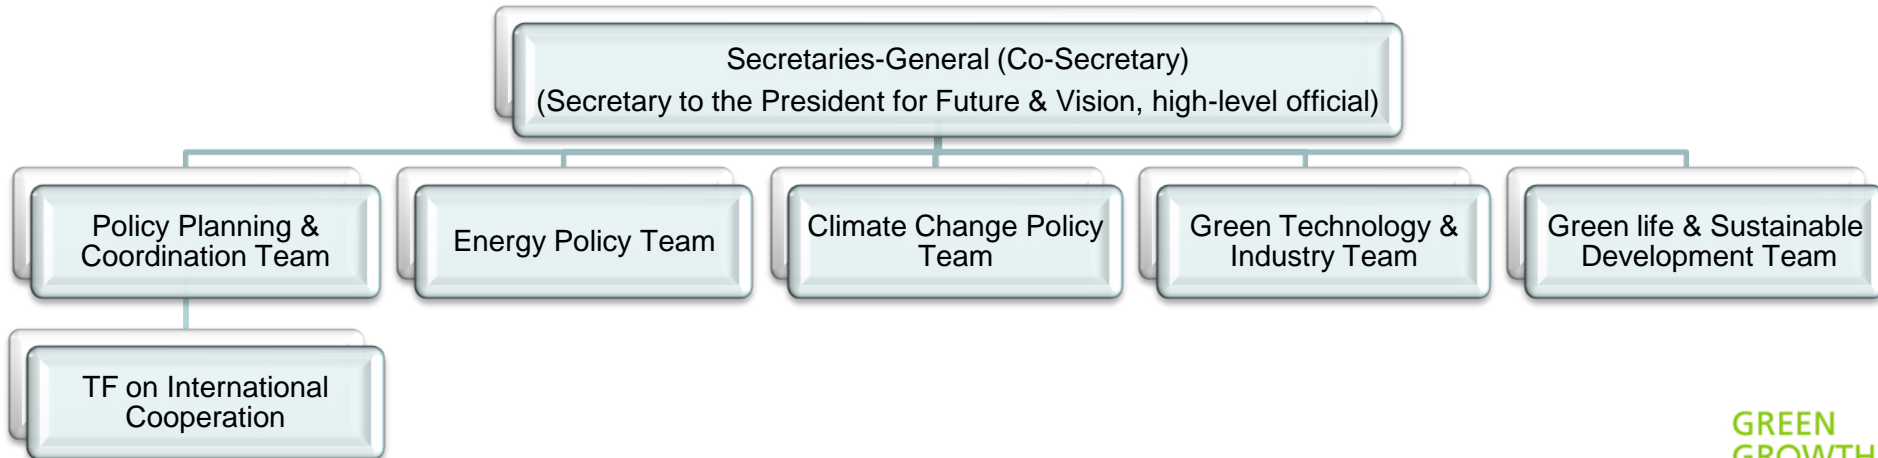 Secretaries-General (Co-Secretary)
(Secretary to the President for Future & Vision, high-level official)
Policy Planning &
Coordination Team
Energy Policy Team
Climate Change Policy
Team
Green Technology &
Industry Team
Green life & Sustainable
Development Team
TF on International
Cooperation
GREEN
GROWTH